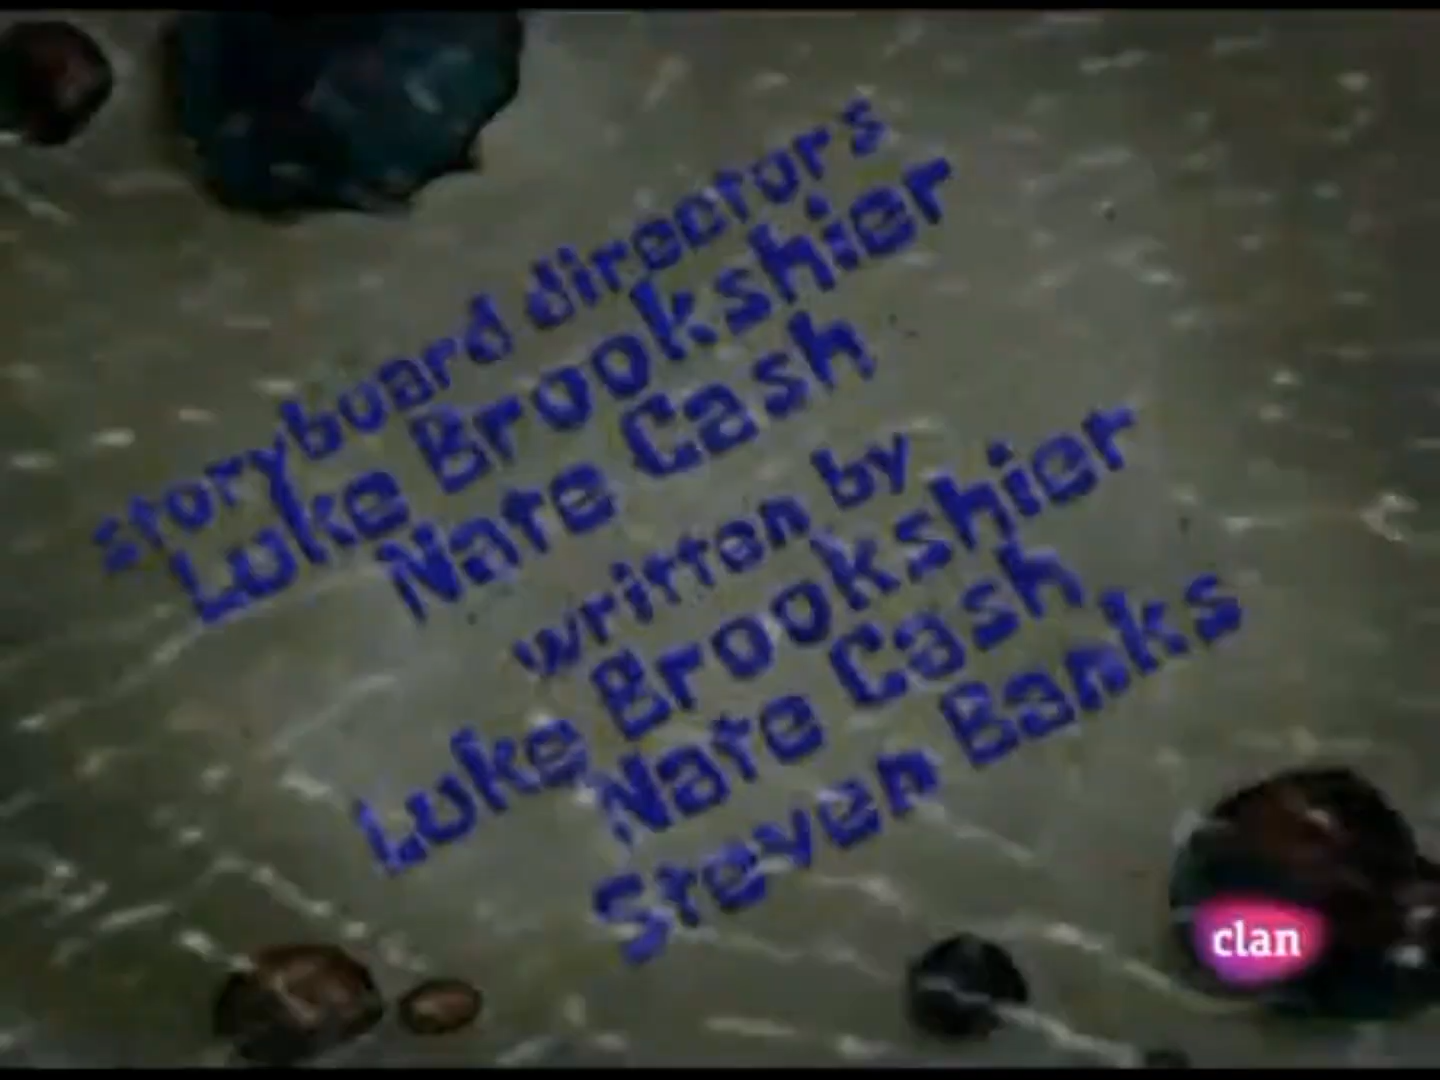 storyboard directors
Luke Brookshier
Nate Cash
written by
Luke Brookshier
Nate Cash
Steven Banks
clan